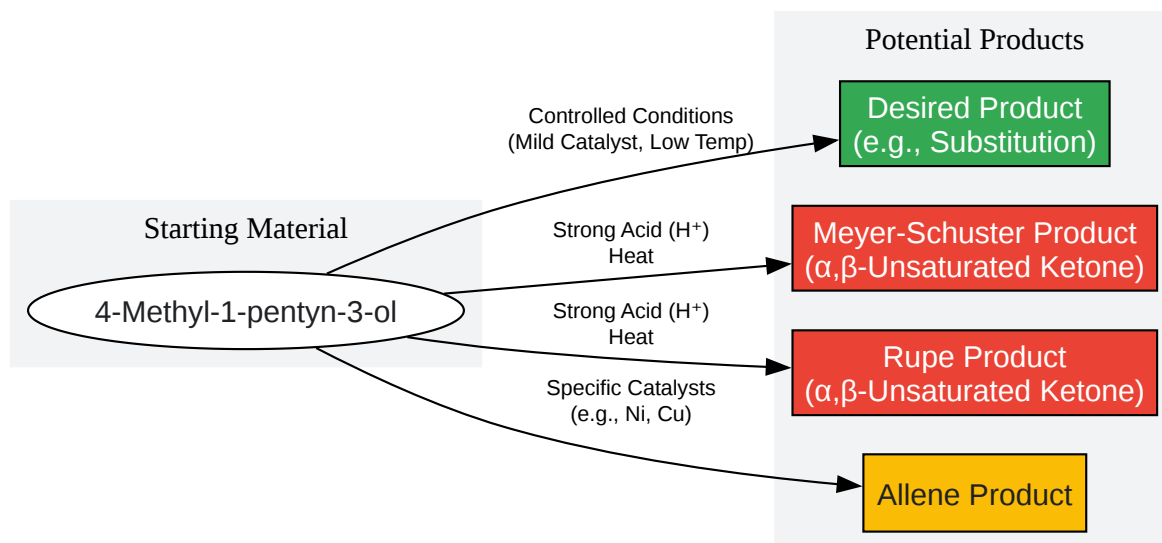 Potential Products
Desired Product
(e.g., Substitution)
Controlled Conditions
(Mild Catalyst, Low Temp)
Starting Material
4-Methyl-1-pentyn-3-ol
Strong Acid (H⁺)
Heat
Meyer-Schuster Product
(α,β-Unsaturated Ketone)
Strong Acid (H⁺)
Heat
Rupe Product
(α,β-Unsaturated Ketone)
Specific Catalysts
(e.g., Ni, Cu)
Allene Product